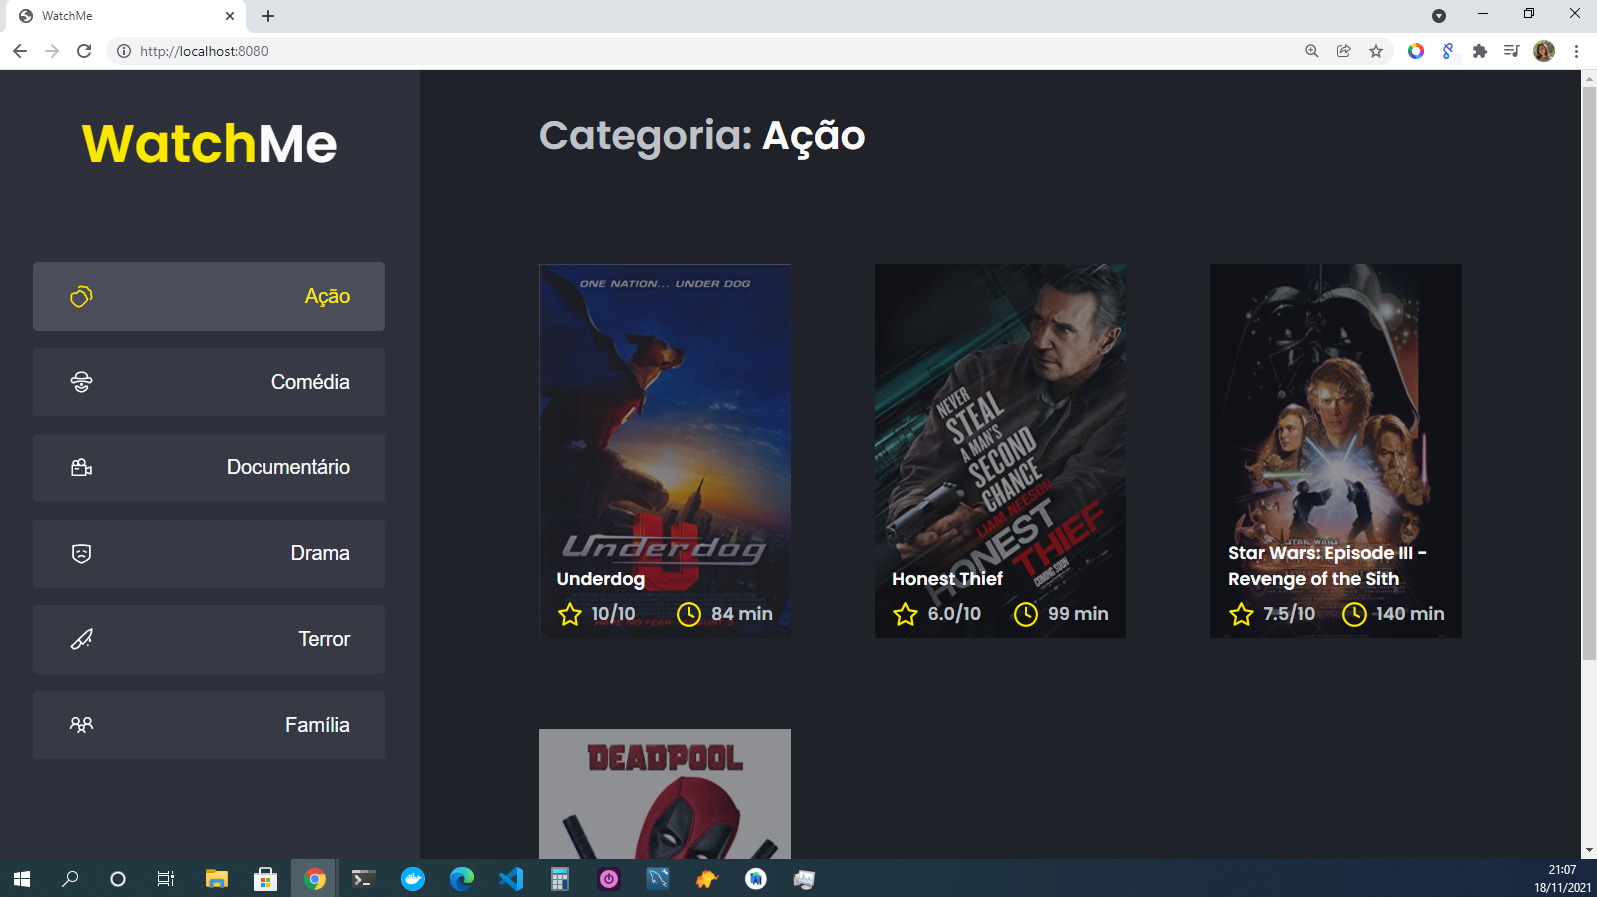 WatchMe
http://localhost:8080
WatchMe
Ação
Comédia
Documentário
Drama
Terror
Família
Categoria: Ação
ONE NATION... UNDER DOG
Underdog
Underdog
10/10 84 min
NEVER
STEAL
A MAN'S
SECOND
CHANCE
LIAM NEESON
HONEST
THIEF
COMING SOON
Honest Thief
6.0/10 99 min
STAR WARS
Star Wars: Episode III -
Revenge of the Sith
7.5/10 140 min
DEADPOOL
21:07
18/11/2021